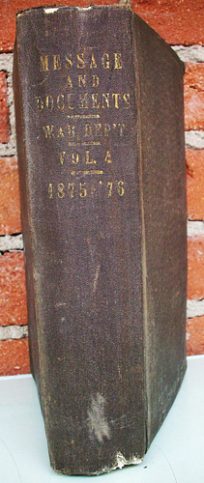 MESSAGE
AND
DOCUMENTS
WAR DEP'T
VOL. 4
1875-'76